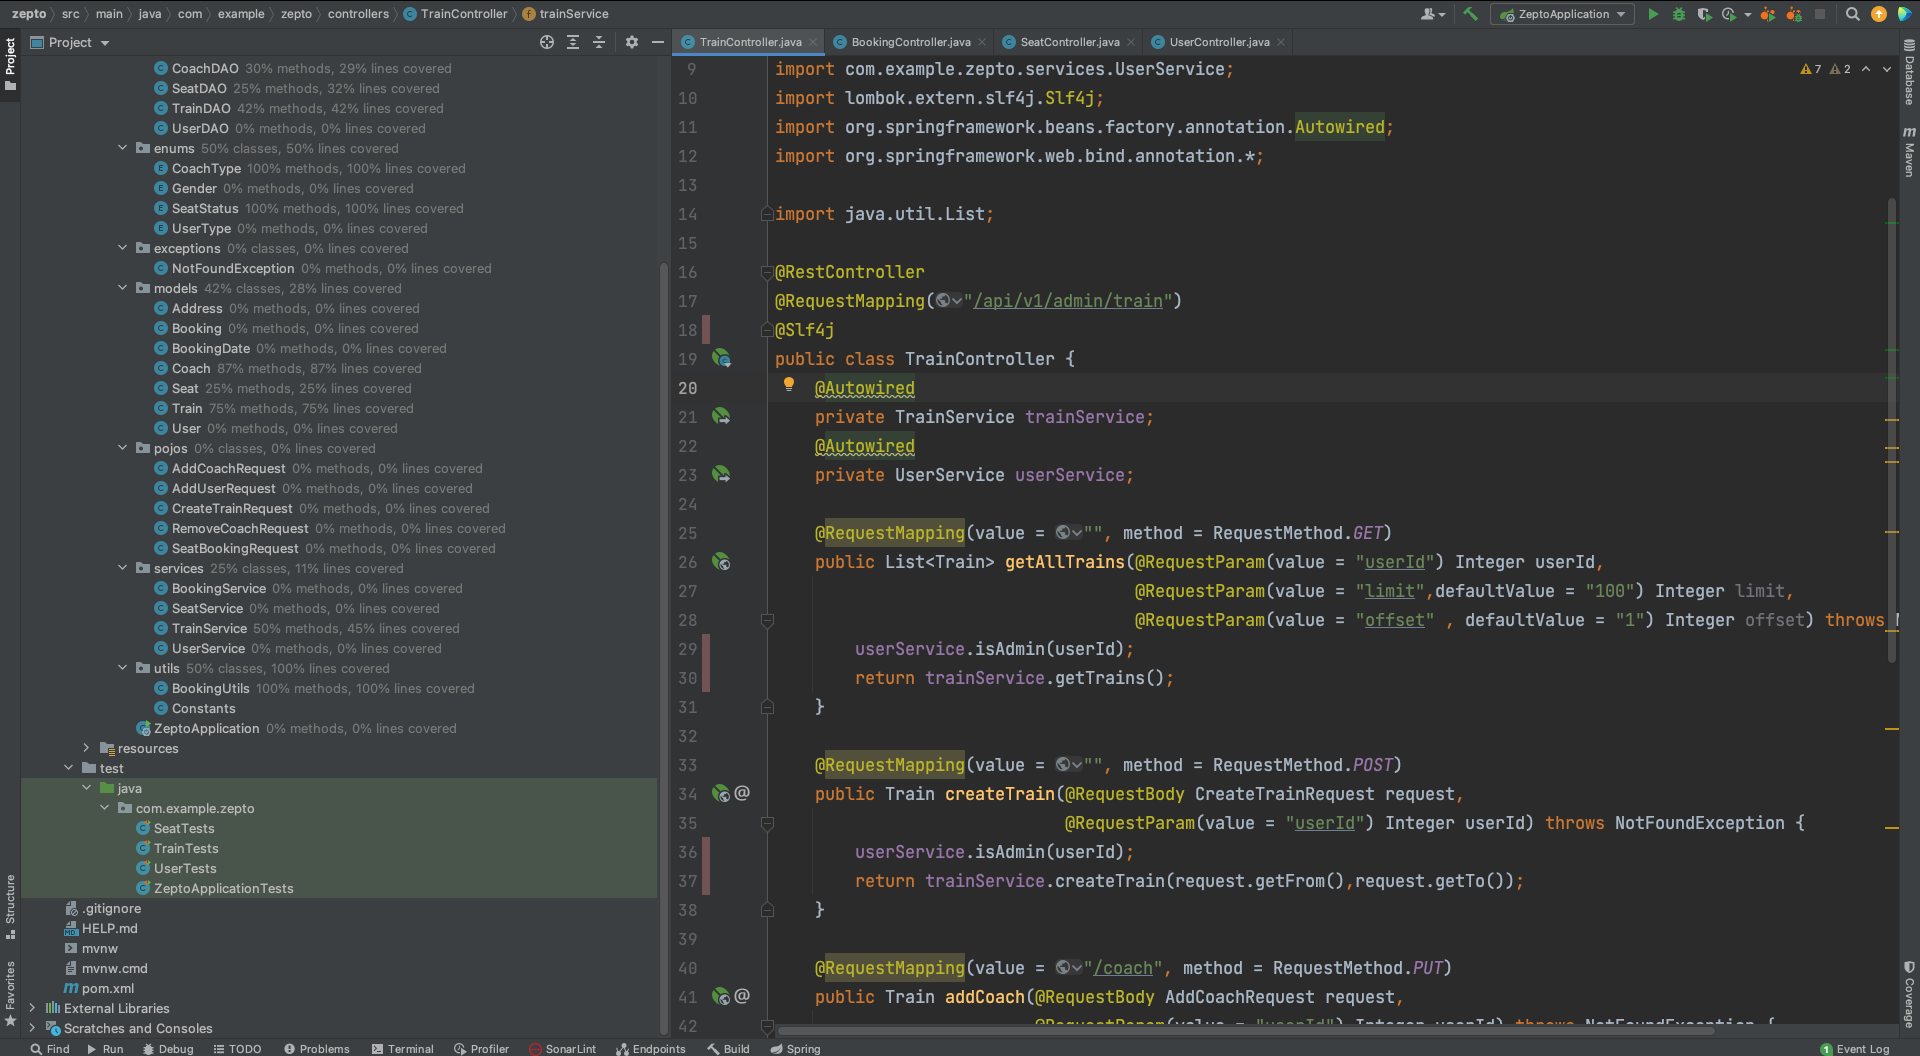 zepto src main java com example zepto controllers TrainController trainService
ZeptoApplication
Project
TrainController.java BookingController.java SeatController.java UserController.java
Project
Structure
Favorites
CoachDAO 30% methods, 29% lines covered
SeatDAO 25% methods, 32% lines covered
TrainDAO 42% methods, 42% lines covered
UserDAO 0% methods, 0% lines covered
enums 50% classes, 50% lines covered
CoachType 100% methods, 100% lines covered
Gender 0% methods, 0% lines covered
SeatStatus 100% methods, 100% lines covered
UserType 0% methods, 0% lines covered
exceptions 0% classes, 0% lines covered
NotFoundException 0% methods, 0% lines covered
models 42% classes, 28% lines covered
Address 0% methods, 0% lines covered
Booking 0% methods, 0% lines covered
BookingDate 0% methods, 0% lines covered
Coach 87% methods, 87% lines covered
Seat 25% methods, 25% lines covered
Train 75% methods, 75% lines covered
User 0% methods, 0% lines covered
pojos 0% classes, 0% lines covered
AddCoachRequest 0% methods, 0% lines covered
AddUserRequest 0% methods, 0% lines covered
CreateTrainRequest 0% methods, 0% lines covered
RemoveCoachRequest 0% methods, 0% lines covered
SeatBookingRequest 0% methods, 0% lines covered
services 25% classes, 11% lines covered
BookingService 0% methods, 0% lines covered
SeatService 0% methods, 0% lines covered
TrainService 50% methods, 45% lines covered
UserService 0% methods, 0% lines covered
utils 50% classes, 100% lines covered
BookingUtils 100% methods, 100% lines covered
Constants
ZeptoApplication 0% methods, 0% lines covered
resources
test
java
com.example.zepto
SeatTests
TrainTests
UserTests
ZeptoApplicationTests
.gitignore
HELP.md
mvnw
mvnw.cmd
pom.xml
External Libraries
Scratches and Consoles
9 import com.example.zepto.services.UserService;
10 import lombok.extern.slf4j.Slf4j;
11 import org.springframework.beans.factory.annotation.Autowired;
12 import org.springframework.web.bind.annotation.*;
13
14 import java.util.List;
15
16 @RestController
17 @RequestMapping("/api/v1/admin/train")
18 @Slf4j
19 public class TrainController {
20 @Autowired
21 private TrainService trainService;
22 @Autowired
23 private UserService userService;
24
25 @RequestMapping(value = "", method = RequestMethod.GET)
26 public List<Train> getAllTrains(@RequestParam(value = "userId") Integer userId,
27 @RequestParam(value = "limit",defaultValue = "100") Integer limit,
28 @RequestParam(value = "offset" , defaultValue = "1") Integer offset) throws
29 userService.isAdmin(userId);
30 return trainService.getTrains();
31 }
32
33 @RequestMapping(value = "", method = RequestMethod.POST)
34 @ public Train createTrain(@RequestBody CreateTrainRequest request,
35 @RequestParam(value = "userId") Integer userId) throws NotFoundException {
36 userService.isAdmin(userId);
37 return trainService.createTrain(request.getFrom(),request.getTo());
38 }
39
40 @RequestMapping(value = "/coach", method = RequestMethod.PUT)
41 @ public Train addCoach(@RequestBody AddCoachRequest request,
42 @RequestParam(value = "userId") Integer userId) throws NotFoundException {
7 2
Database
Maven
Coverage
Find Run Debug TODO Problems Terminal Profiler SonarLint Endpoints Build Spring
1 Event Log